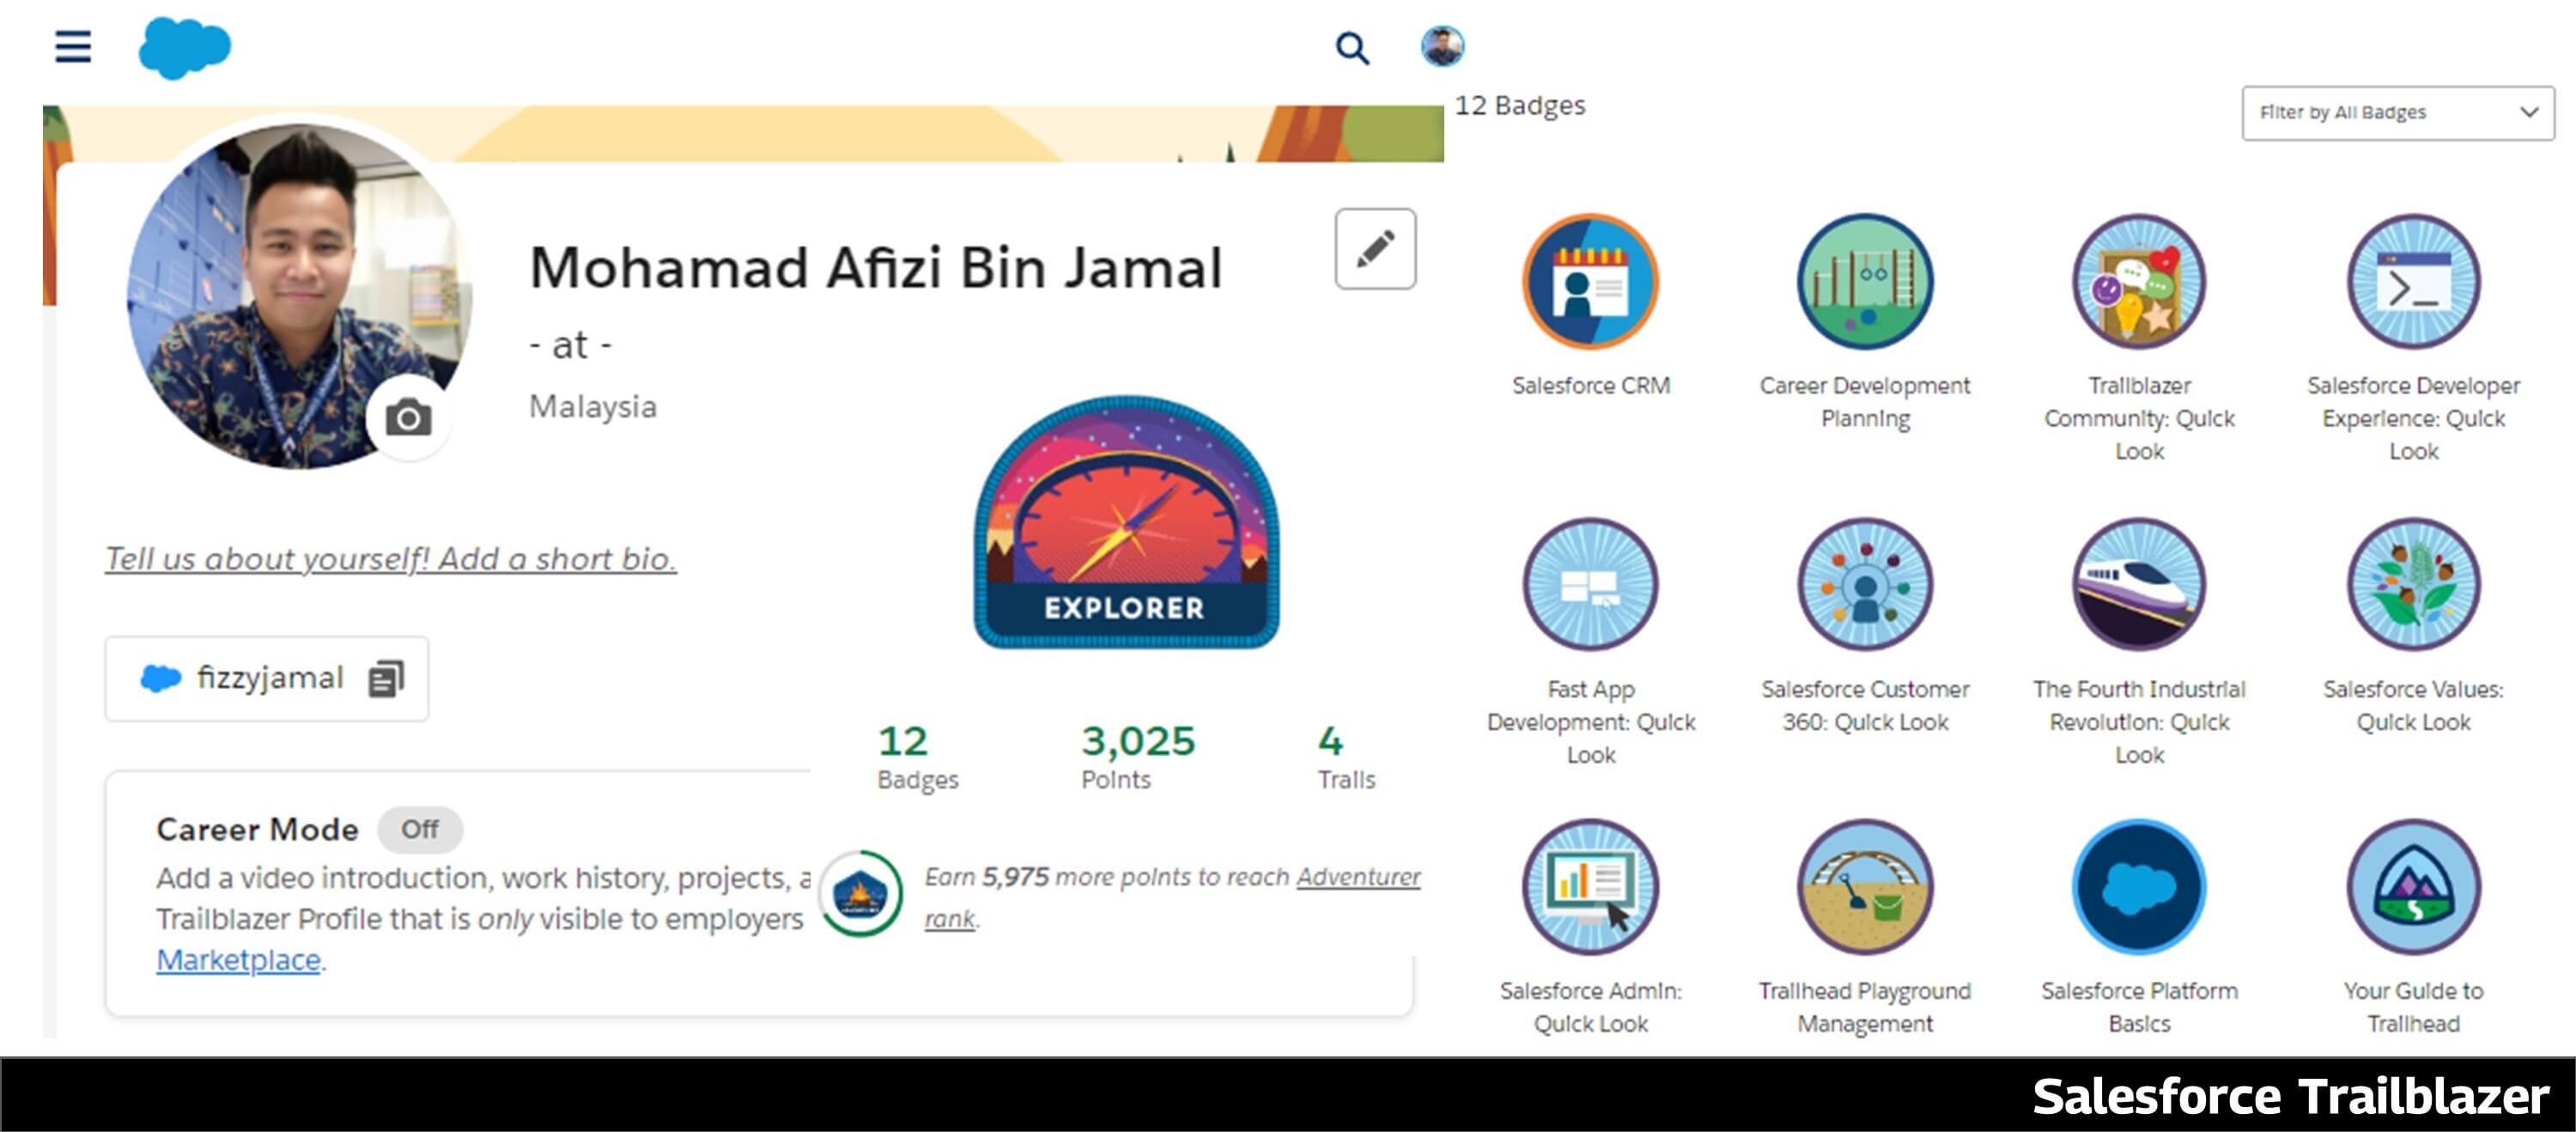 Mohamad Afizi Bin Jamal
- at -
Malaysia
Tell us about yourself! Add a short bio.
fizzyjamal
EXPLORER
12
Badges
3,025
Points
4
Trails
Career Mode Off
Add a video introduction, work history, projects, a
Trailblazer Profile that is only visible to employers
Marketplace.
Earn 5,975 more points to reach Adventurer
rank.
12 Badges
Filter by All Badges
Salesforce CRM
Career Development
Planning
Trailblazer
Community: Quick
Look
Salesforce Developer
Experience: Quick
Look
Fast App
Development: Quick
Look
Salesforce Customer
360: Quick Look
The Fourth Industrial
Revolution: Quick
Look
Salesforce Values:
Quick Look
Salesforce Admin:
Quick Look
Trailhead Playground
Management
Salesforce Platform
Basics
Your Guide to
Trailhead
Salesforce Trailblazer